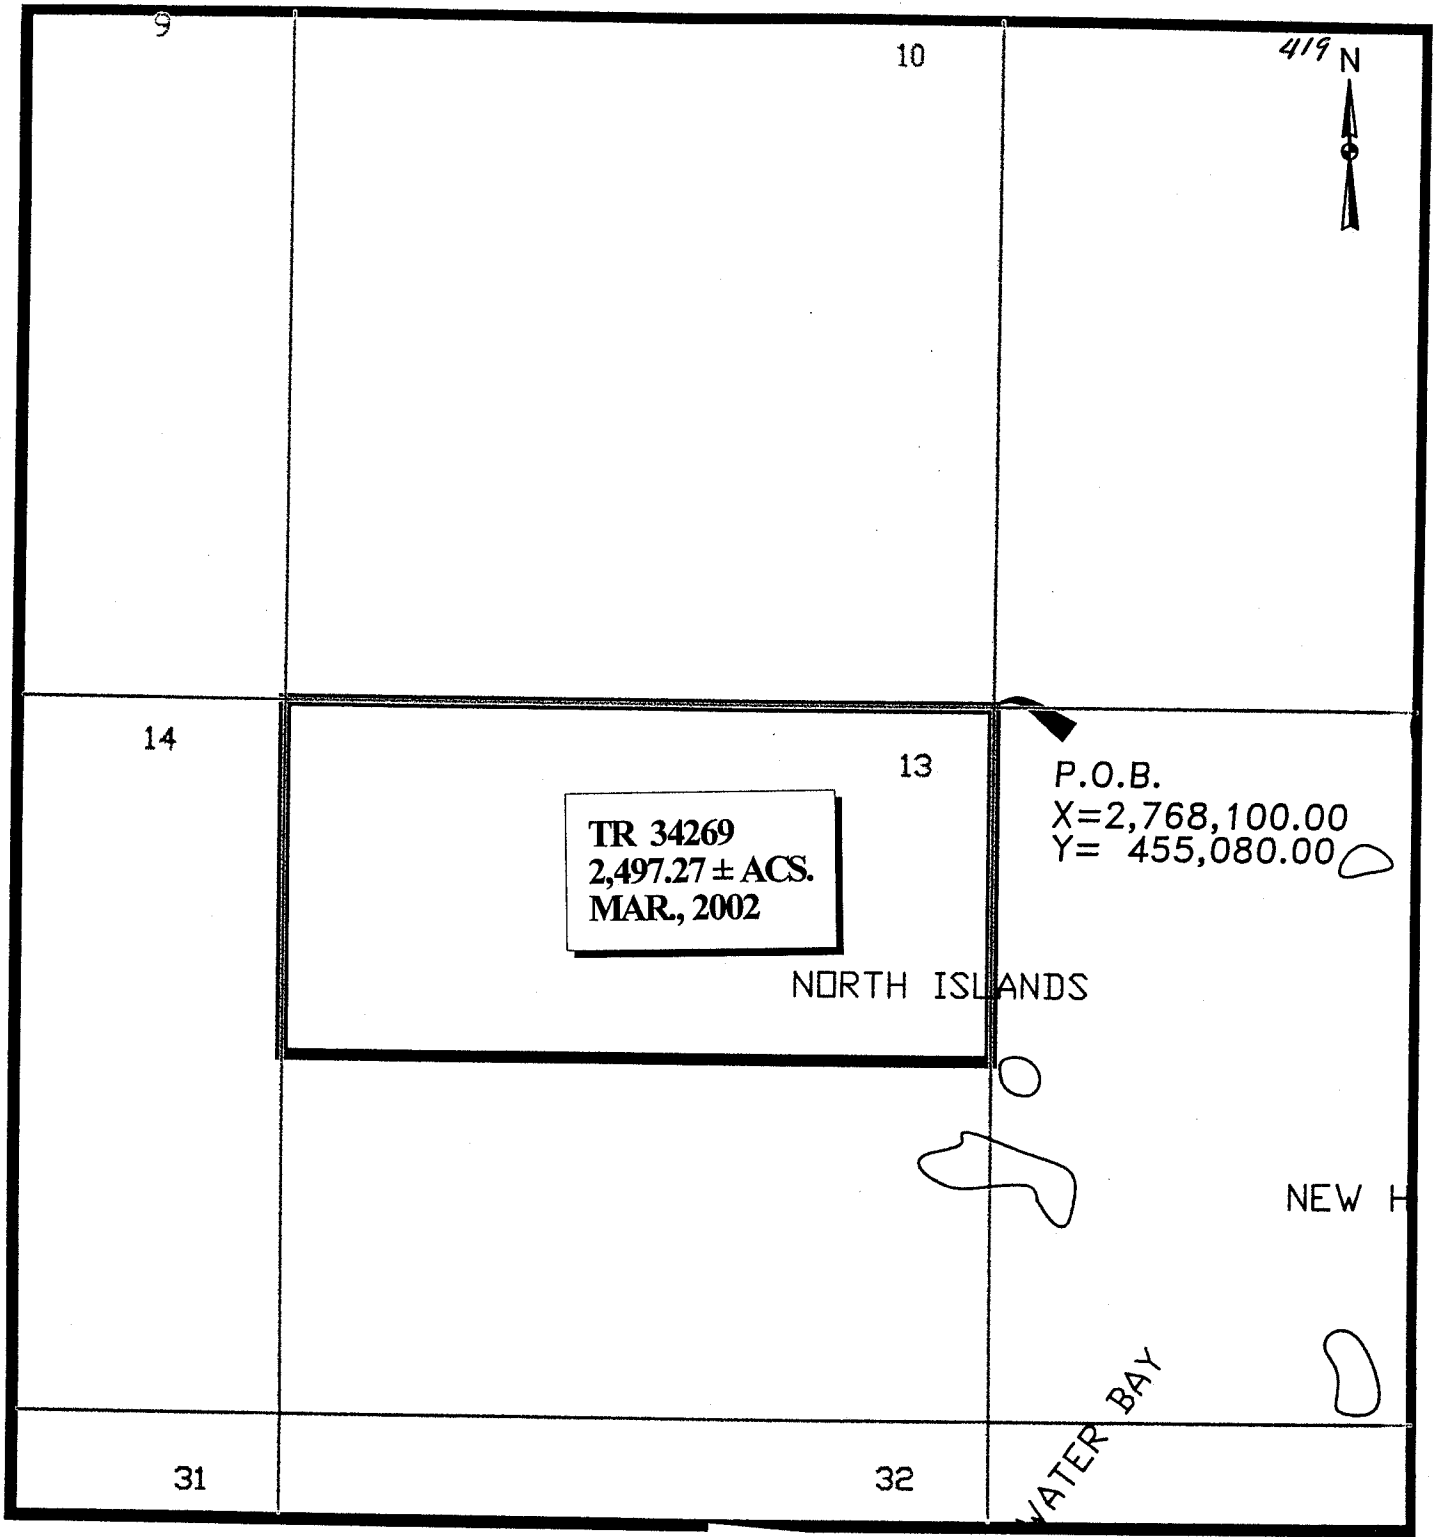 9
10
419
N
14
13
P.O.B.
X=2,768,100.00
Y= 455,080.00
TR 34269
2,497.27 ± ACS.
MAR., 2002
NORTH ISLANDS
NEW H
WATER BAY
31
32